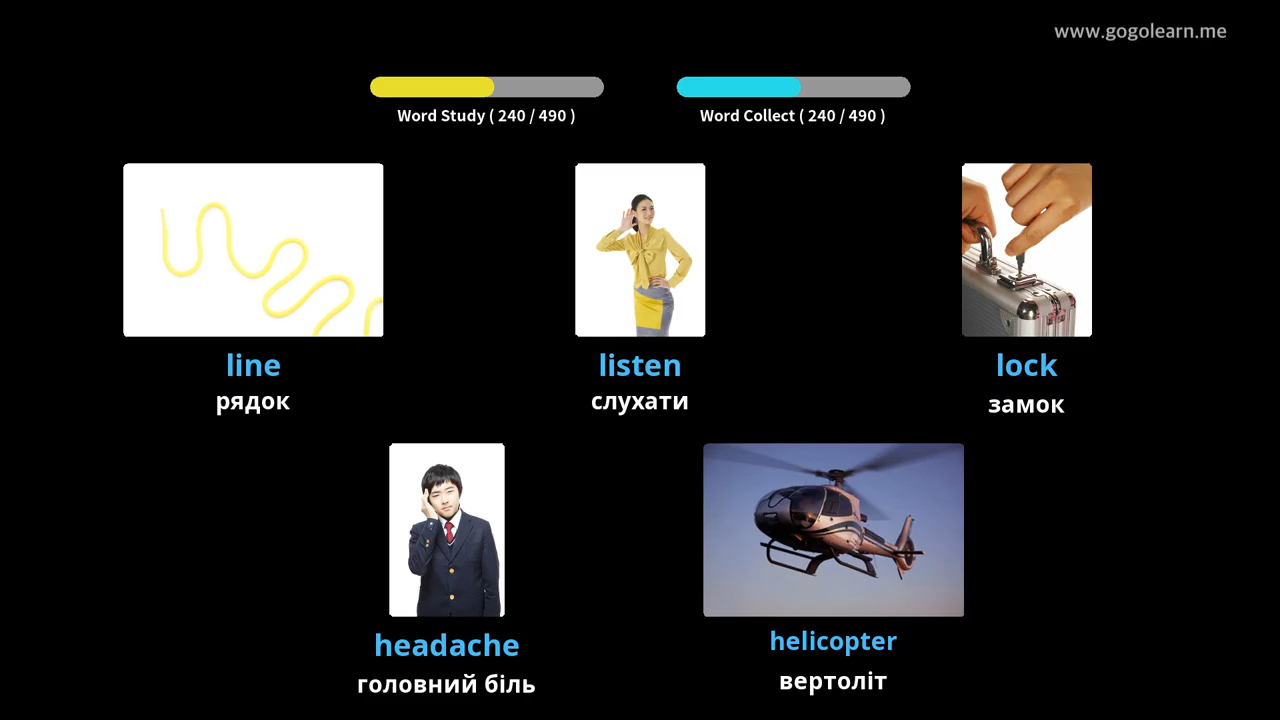 www.gogolearn.me
Word Study ( 240 / 490 )
Word Collect ( 240 / 490 )
line
рядок
listen
слухати
lock
замок
headache
головний біль
helicopter
вертоліт